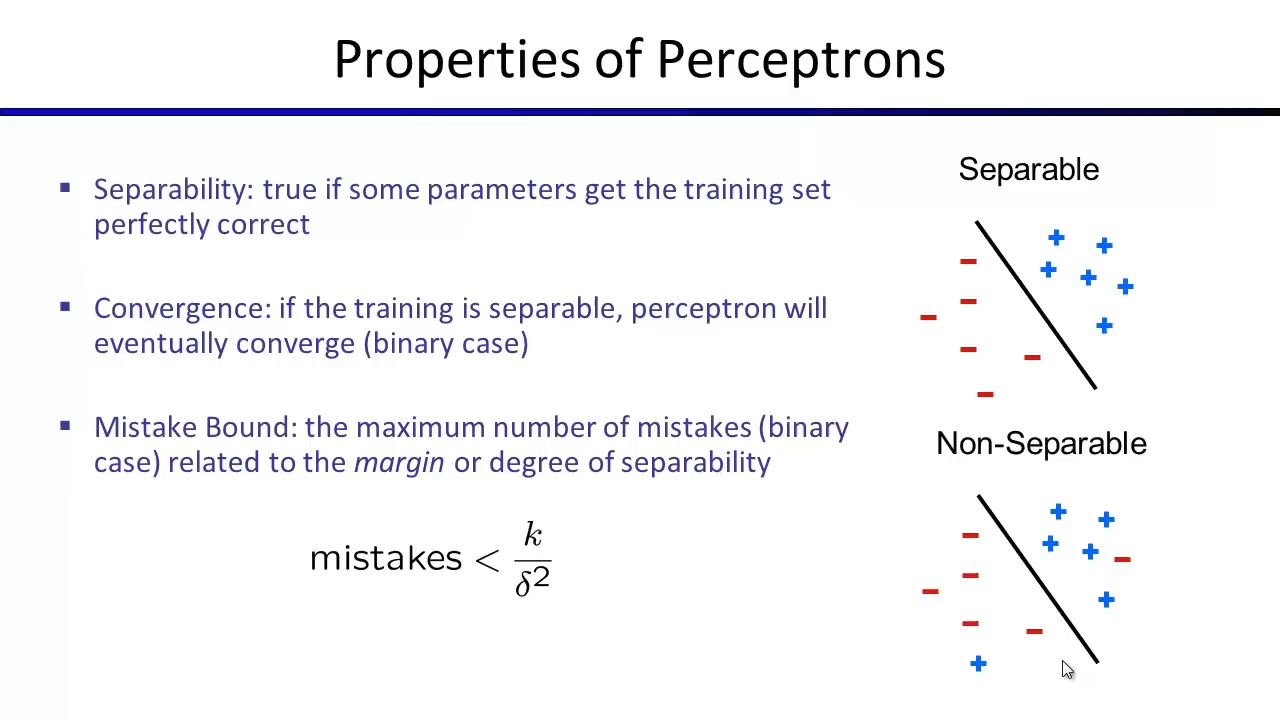 Properties of Perceptrons
▪ Separability: true if some parameters get the training set
perfectly correct
▪ Convergence: if the training is separable, perceptron will
eventually converge (binary case)
▪ Mistake Bound: the maximum number of mistakes (binary
case) related to the margin or degree of separability
mistakes < k/δ²
Separable
Non-Separable